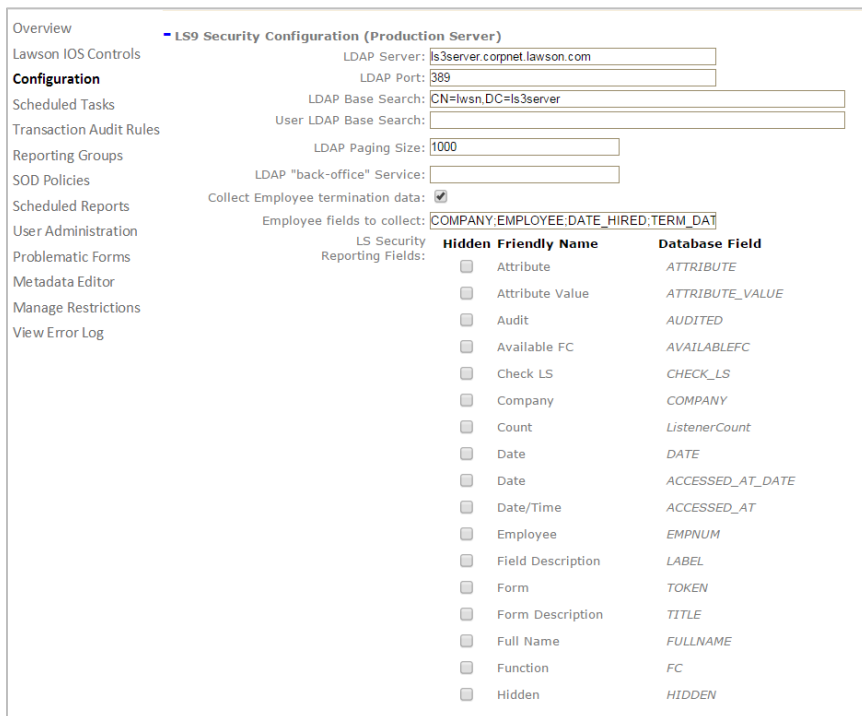 Overview
Lawson IOS Controls
Configuration
Scheduled Tasks
Transaction Audit Rules
Reporting Groups
SOD Policies
Scheduled Reports
User Administration
Problematic Forms
Metadata Editor
Manage Restrictions
View Error Log
- LS9 Security Configuration (Production Server)
LDAP Server: ls3server.corpnet.lawson.com
LDAP Port: 389
LDAP Base Search: CN=lwsn,DC=ls3server
User LDAP Base Search:
LDAP Paging Size: 1000
LDAP "back-office" Service:
Collect Employee termination data:
Employee fields to collect: COMPANY;EMPLOYEE;DATE_HIRED;TERM_DAT
LS Security
Reporting Fields:
Hidden Friendly Name Database Field
Attribute ATTRIBUTE
Attribute Value ATTRIBUTE_VALUE
Audit AUDITED
Available FC AVAILABLEFC
Check LS CHECK_LS
Company COMPANY
Count ListenerCount
Date DATE
Date ACCESSED_AT_DATE
Date/Time ACCESSED_AT
Employee EMPNUM
Field Description LABEL
Form TOKEN
Form Description TITLE
Full Name FULLNAME
Function FC
Hidden HIDDEN